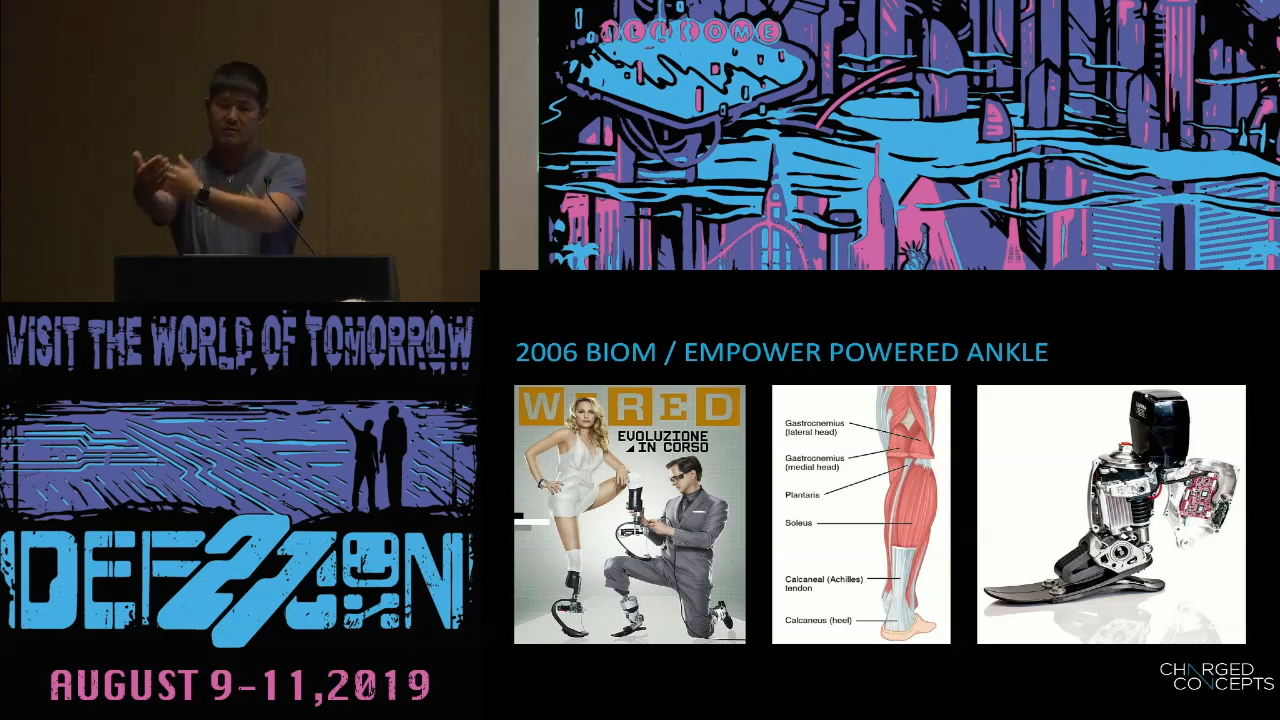 WELCOME
VISIT THE WORLD OF TOMORROW
DEF CON 27
AUGUST 9-11,2019
2006 BIOM / EMPOWER POWERED ANKLE
WIRED
EVOLUZIONE
IN CORSO
Gastrocnemius
(lateral head)
Gastrocnemius
(medial head)
Plantaris
Soleus
Calcaneal (Achilles)
tendon
Calcaneus (heel)
CHARGED
CONCEPTS